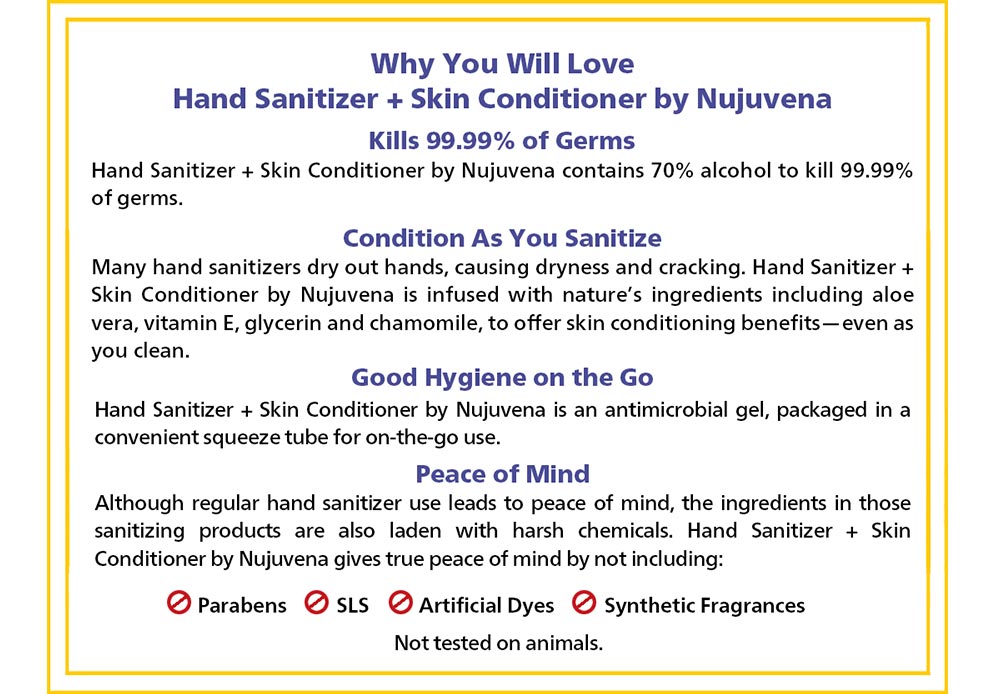 Why You Will Love
Hand Sanitizer + Skin Conditioner by Nujuvena
Kills 99.99% of Germs
Hand Sanitizer + Skin Conditioner by Nujuvena contains 70% alcohol to kill 99.99%
of germs.
Condition As You Sanitize
Many hand sanitizers dry out hands, causing dryness and cracking. Hand Sanitizer +
Skin Conditioner by Nujuvena is infused with nature’s ingredients including aloe
vera, vitamin E, glycerin and chamomile, to offer skin conditioning benefits—even as
you clean.
Good Hygiene on the Go
Hand Sanitizer + Skin Conditioner by Nujuvena is an antimicrobial gel, packaged in a
convenient squeeze tube for on-the-go use.
Peace of Mind
Although regular hand sanitizer use leads to peace of mind, the ingredients in those
sanitizing products are also laden with harsh chemicals. Hand Sanitizer + Skin
Conditioner by Nujuvena gives true peace of mind by not including:
Parabens SLS Artificial Dyes Synthetic Fragrances
Not tested on animals.